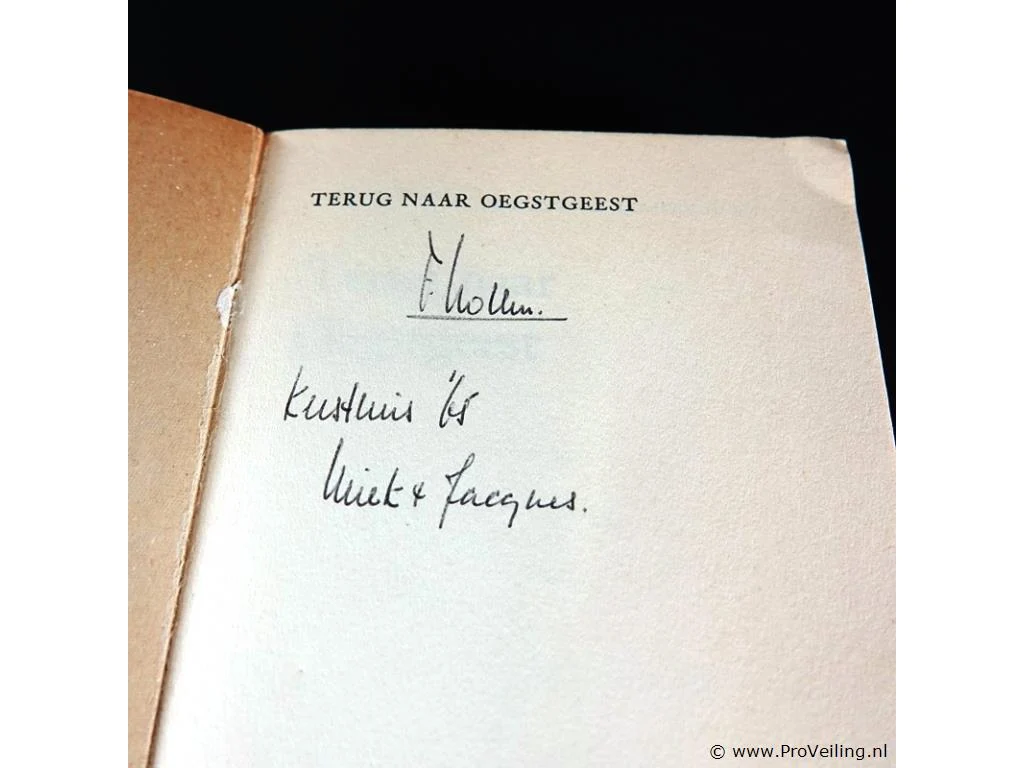 TERUG NAAR OEGSTGEEST
Kerstmis '65
Miek + Jacques.
© www.ProVeiling.nl